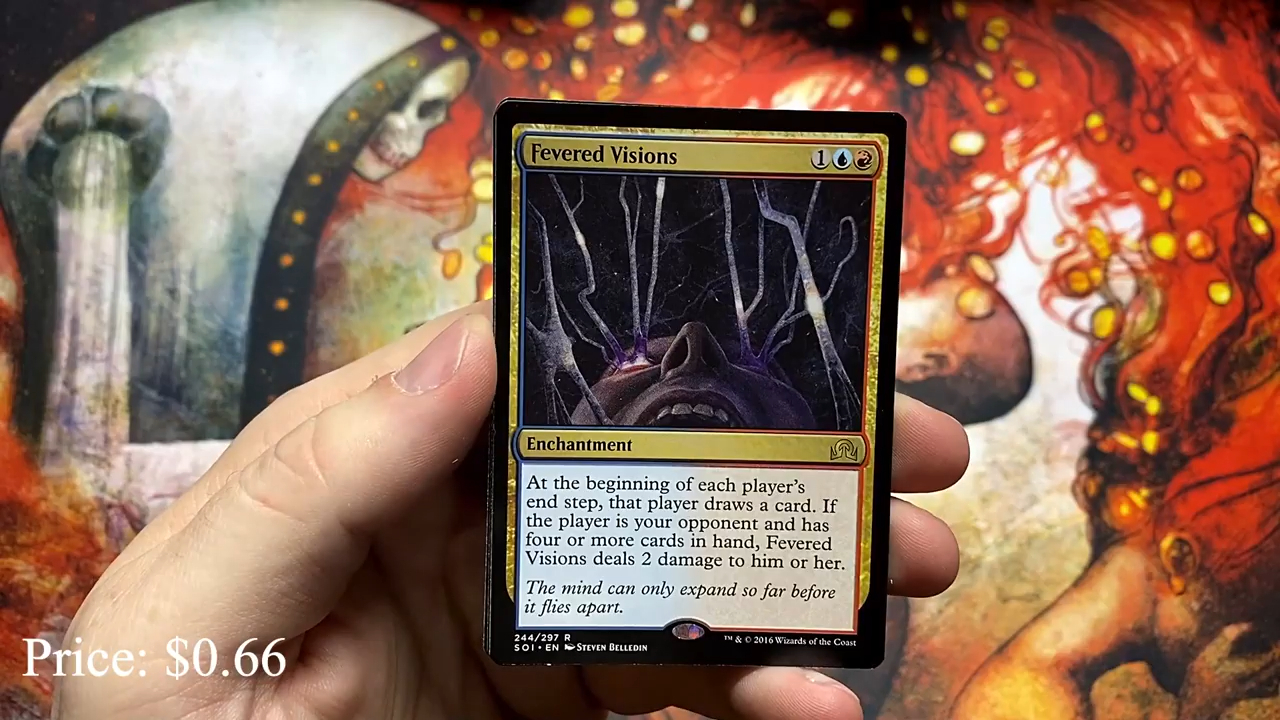 Fevered Visions 1
Enchantment
At the beginning of each player's
end step, that player draws a card. If
the player is your opponent and has
four or more cards in hand, Fevered
Visions deals 2 damage to him or her.
The mind can only expand so far before
it flies apart.
244/297 R
SOI • EN Steven Belledin
™ & © 2016 Wizards of the Coast
Price: $0.66